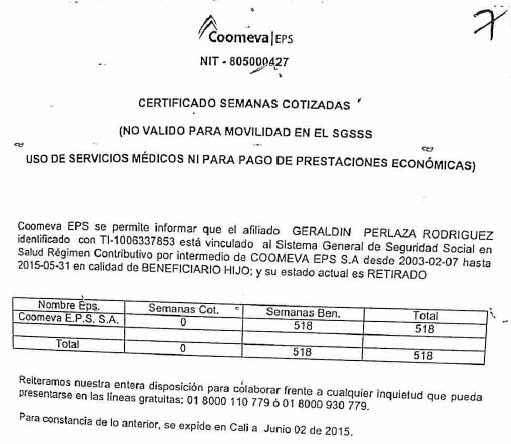 7
Coomeva EPS
NIT - 805000427
CERTIFICADO SEMANAS COTIZADAS
(NO VALIDO PARA MOVILIDAD EN EL SGSSS
USO DE SERVICIOS MÉDICOS NI PARA PAGO DE PRESTACIONES ECONÓMICAS)
Coomeva EPS se permite informar que el afiliado GERALDIN PERLAZA RODRIGUEZ
identificado con TI-1006337853 está vinculado al Sistema General de Seguridad Social en
Salud Régimen Contributivo por intermedio de COOMEVA EPS S.A desde 2003-02-07 hasta
2015-05-31 en calidad de BENEFICIARIO HIJO; y su estado actual es RETIRADO
Nombre Eps. Semanas Cot. Semanas Ben. Total
Coomeva E.P.S. S.A. 0 518 518
Total 0 518 518
Reiteramos nuestra entera disposición para colaborar frente a cualquier inquietud que pueda
presentarse en las líneas gratuitas; 01 8000 110 779 ó 01 8000 930 779.
Para constancia de lo anterior, se expide en Cali a Junio 02 de 2015.